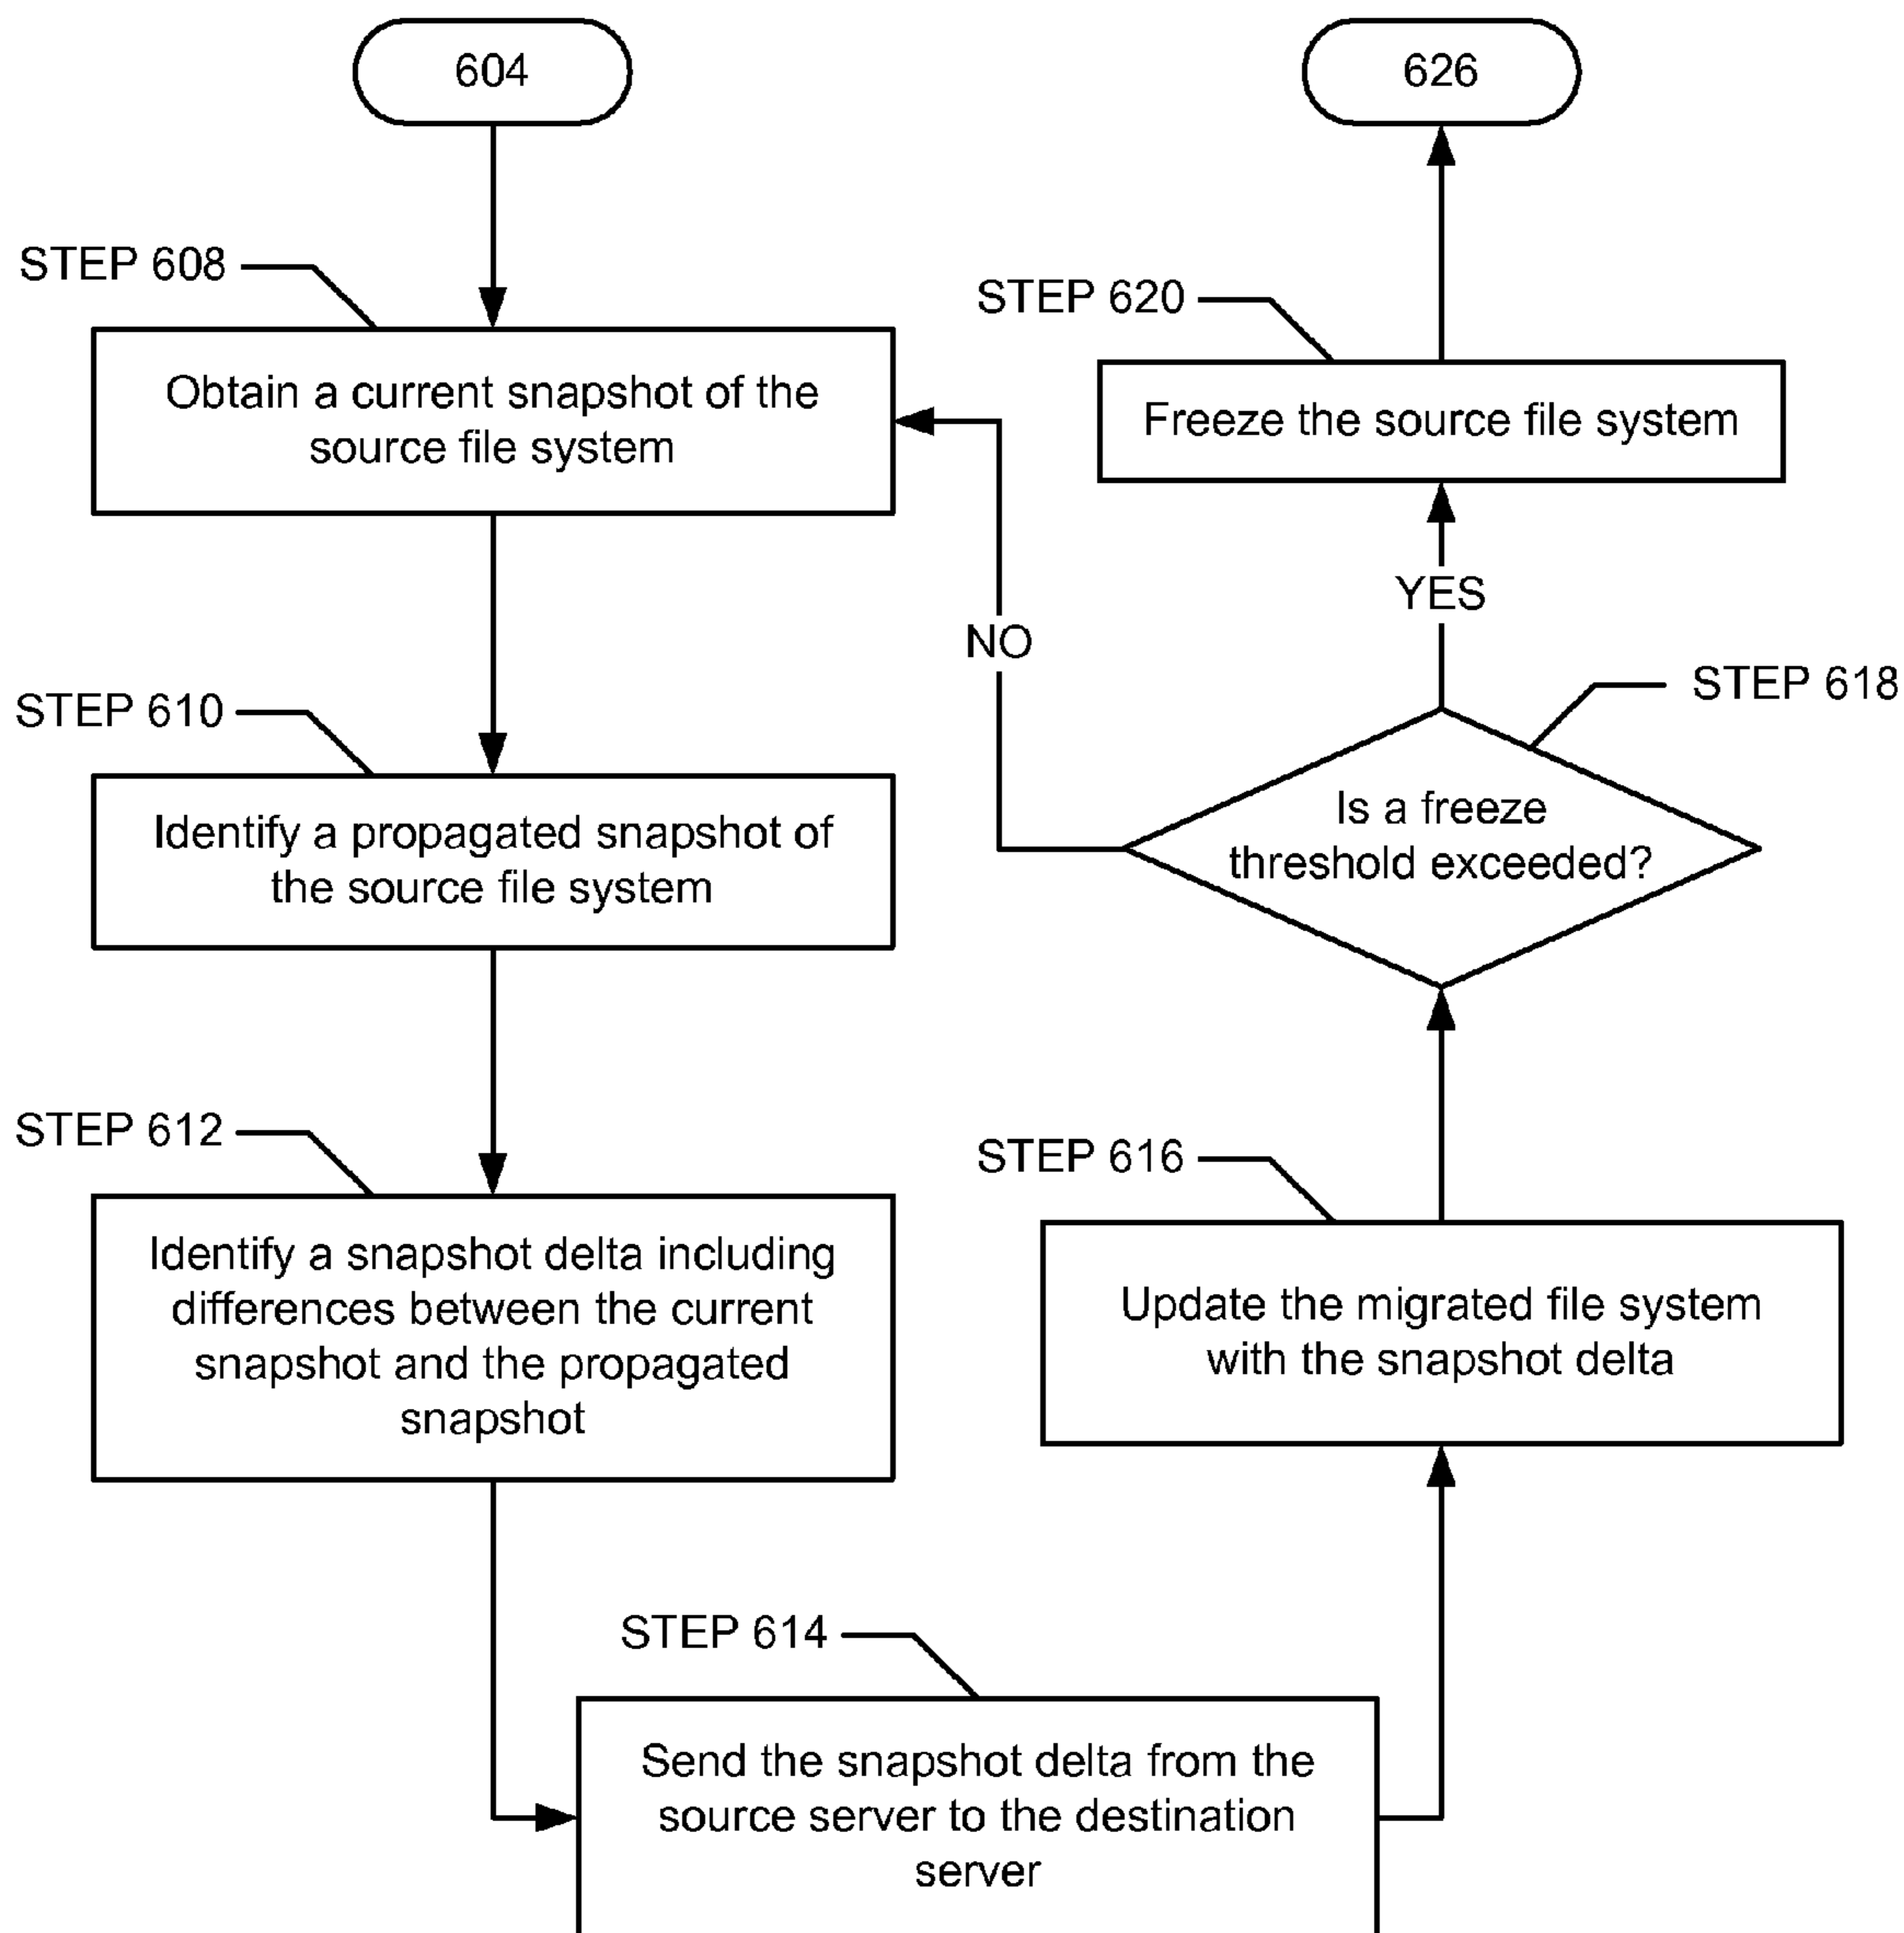 604
STEP 608
Obtain a current snapshot of the
source file system
STEP 610
Identify a propagated snapshot of
the source file system
STEP 612
Identify a snapshot delta including
differences between the current
snapshot and the propagated
snapshot
STEP 614
Send the snapshot delta from the
source server to the destination
server
STEP 616
Update the migrated file system
with the snapshot delta
STEP 618
Is a freeze
threshold exceeded?
NO
YES
STEP 620
Freeze the source file system
626